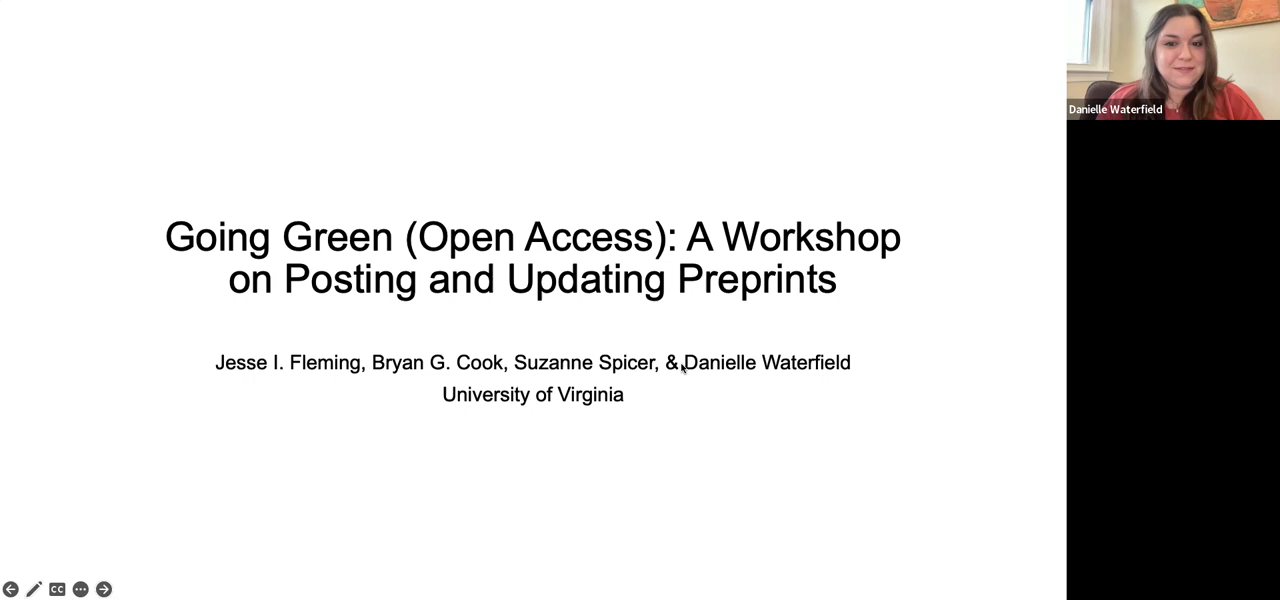 Going Green (Open Access): A Workshop
on Posting and Updating Preprints
Jesse I. Fleming, Bryan G. Cook, Suzanne Spicer, & Danielle Waterfield
University of Virginia
Danielle Waterfield
CC